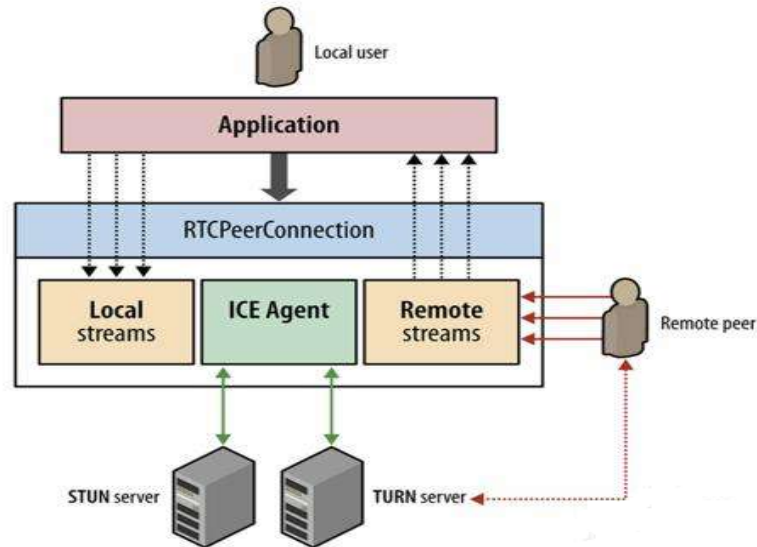 Local user
Application
RTCPeerConnection
Local
streams
ICE Agent
Remote
streams
Remote peer
STUN server
TURN server